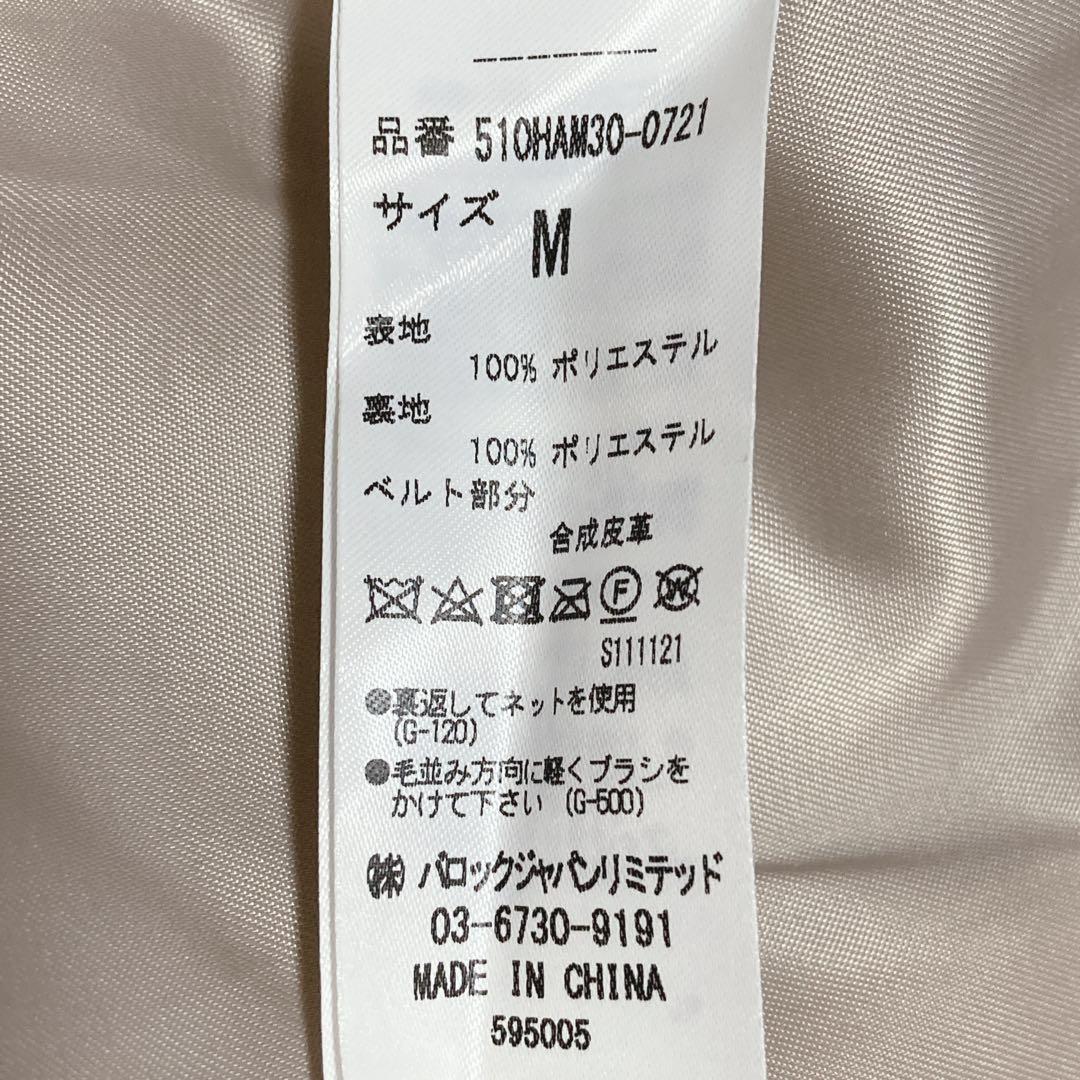 品番 510HAM30-0721
サイズ
M
表地
100% ポリエステル
裏地
100% ポリエステル
ベルト部分
合成皮革
F W
S111121
●裏返してネットを使用
(G-120)
●毛並み方向に軽くブラシを
かけて下さい (G-500)
㈱ バロックジャパンリミテッド
03-6730-9191
MADE IN CHINA
595005